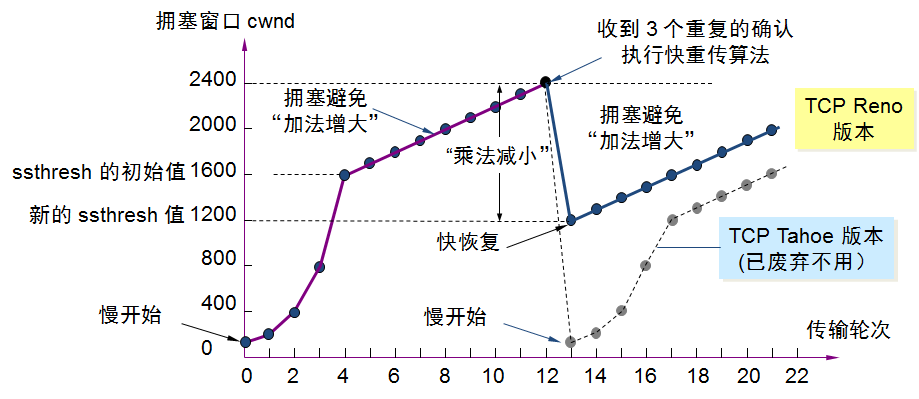 拥塞窗口 cwnd
收到 3 个重复的确认
执行快重传算法
2400
拥塞避免
“加法增大”
拥塞避免
“加法增大”
TCP Reno
版本
2000
“乘法减小”
ssthresh 的初始值
1600
新的 ssthresh 值
1200
快恢复
TCP Tahoe 版本
(已废弃不用）
800
慢开始
400
慢开始
传输轮次
0
0 2 4 6 8 10 12 14 16 18 20 22